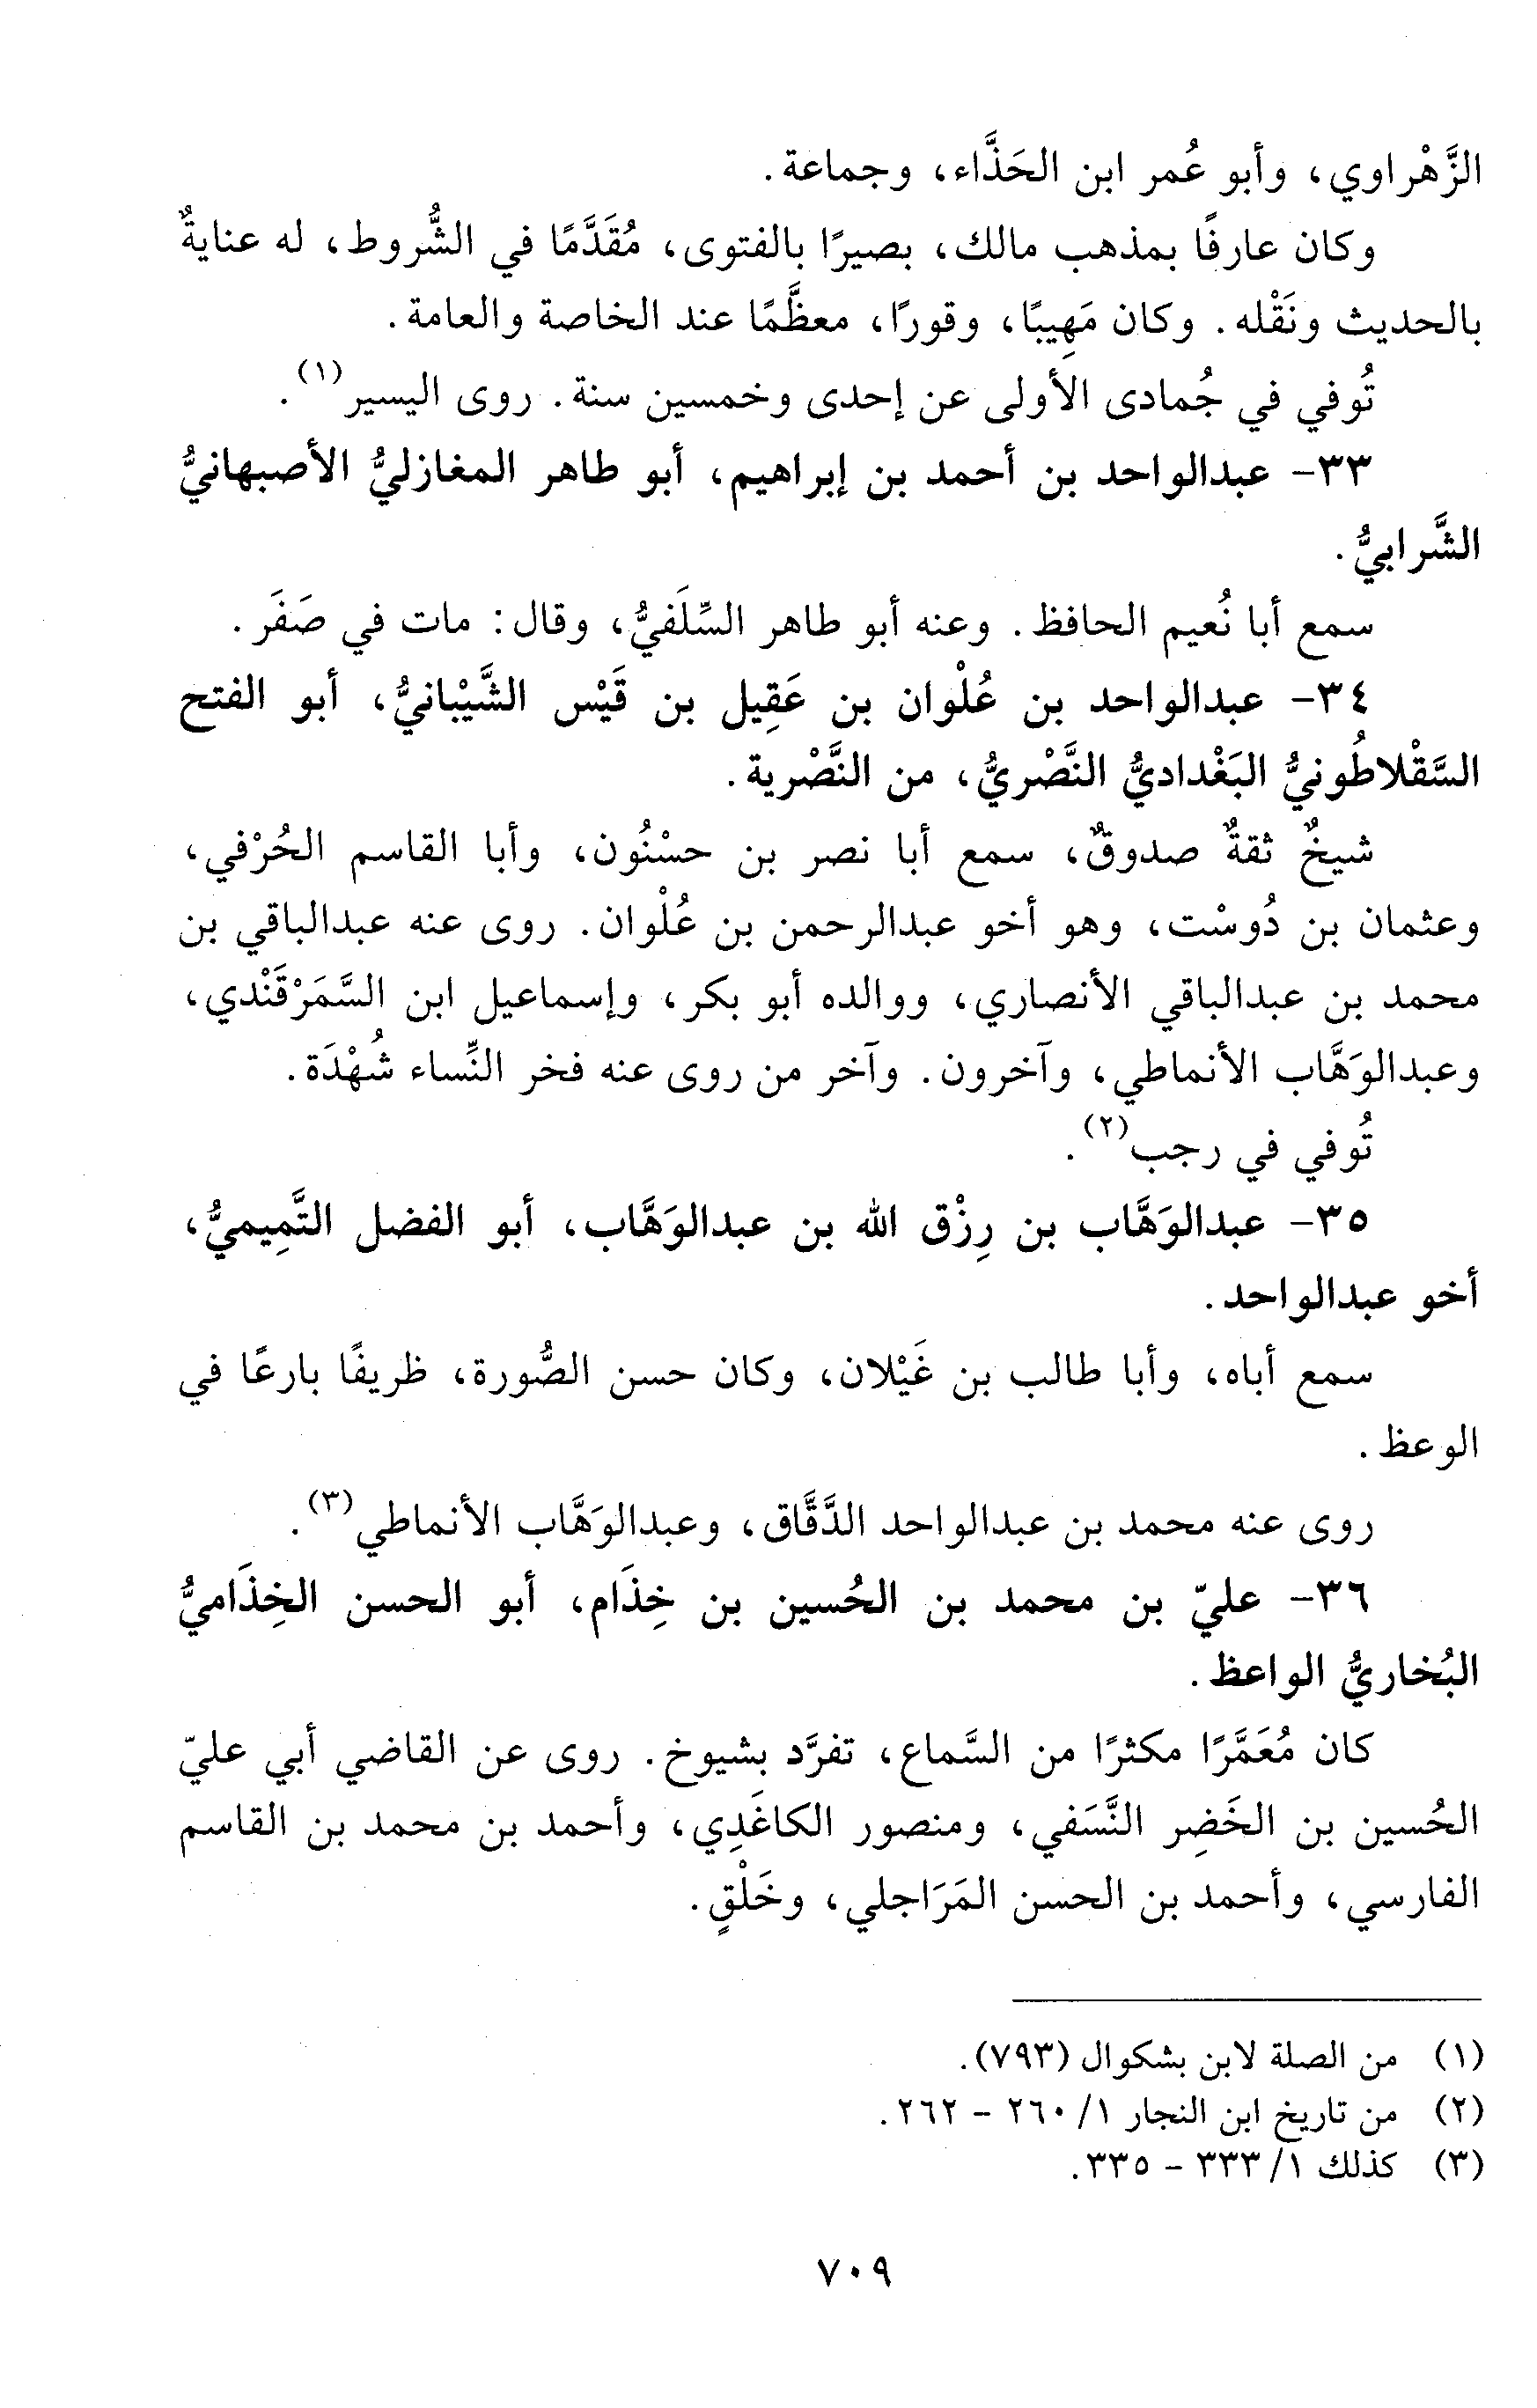 الزَّهْراوي، وأبو عُمر ابن الحَذَّاء، وجماعة.
وكان عارفًا بمذهب مالك، بصيرًا بالفتوى، مُقَدَّمًا في الشُّروط، له عنايةٌ
بالحديث ونَقْله. وكان مَهِيبًا، وقورًا، معظَّمًا عند الخاصة والعامة.
تُوفي في جُمادى الأولى عن إحدى وخمسين سنة. روى اليسير(١).
٣٣- عبدالواحد بن أحمد بن إبراهيم، أبو طاهر المغازليُّ الأصبهانيُّ
الشَّرابيُّ.
سمع أبا نُعيم الحافظ. وعنه أبو طاهر السِّلَفيُّ، وقال: مات في صَفَر.
٣٤- عبدالواحد بن عُلْوان بن عَقِيل بن قَيْس الشَّيْبانيُّ، أبو الفتح
السَّقْلاطُونيُّ البَغْداديُّ النَّصْريُّ، من النَّصْرية.
شيخٌ ثقةٌ صدوقٌ، سمع أبا نصر بن حسْنُون، وأبا القاسم الحُرْفي،
وعثمان بن دُوسْت، وهو أخو عبدالرحمن بن عُلْوان. روى عنه عبدالباقي بن
محمد بن عبدالباقي الأنصاري، ووالده أبو بكر، وإسماعيل ابن السَّمَرْقَنْدي،
وعبدالوَهَّاب الأنماطي، وآخرون. وآخر من روى عنه فخر النِّساء شُهْدَة.
تُوفي في رجب(٢).
٣٥- عبدالوَهَّاب بن رِزْق الله بن عبدالوَهَّاب، أبو الفضل التَّمِيميُّ،
أخو عبدالواحد.
سمع أباه، وأبا طالب بن غَيْلان، وكان حسن الصُّورة، ظريفًا بارعًا في
الوعظ.
روى عنه محمد بن عبدالواحد الدَّقَّاق، وعبدالوَهَّاب الأنماطي(٣).
٣٦- عليّ بن محمد بن الحُسين بن خِذَام، أبو الحسن الخِذَاميُّ
البُخاريُّ الواعظ.
كان مُعَمَّرًا مكثرًا من السَّماع، تفرَّد بشيوخ. روى عن القاضي أبي عليّ
الحُسين بن الخَضِر النَّسَفي، ومنصور الكاغَدِي، وأحمد بن محمد بن القاسم
الفارسي، وأحمد بن الحسن المَرَاجلي، وخَلْقٍ.
(١) من الصلة لابن بشكوال (٧٩٣).
(٢) من تاريخ ابن النجار ١/ ٢٦٠ - ٢٦٢.
(٣) كذلك ١/ ٣٣٣ - ٣٣٥.
٧٠٩